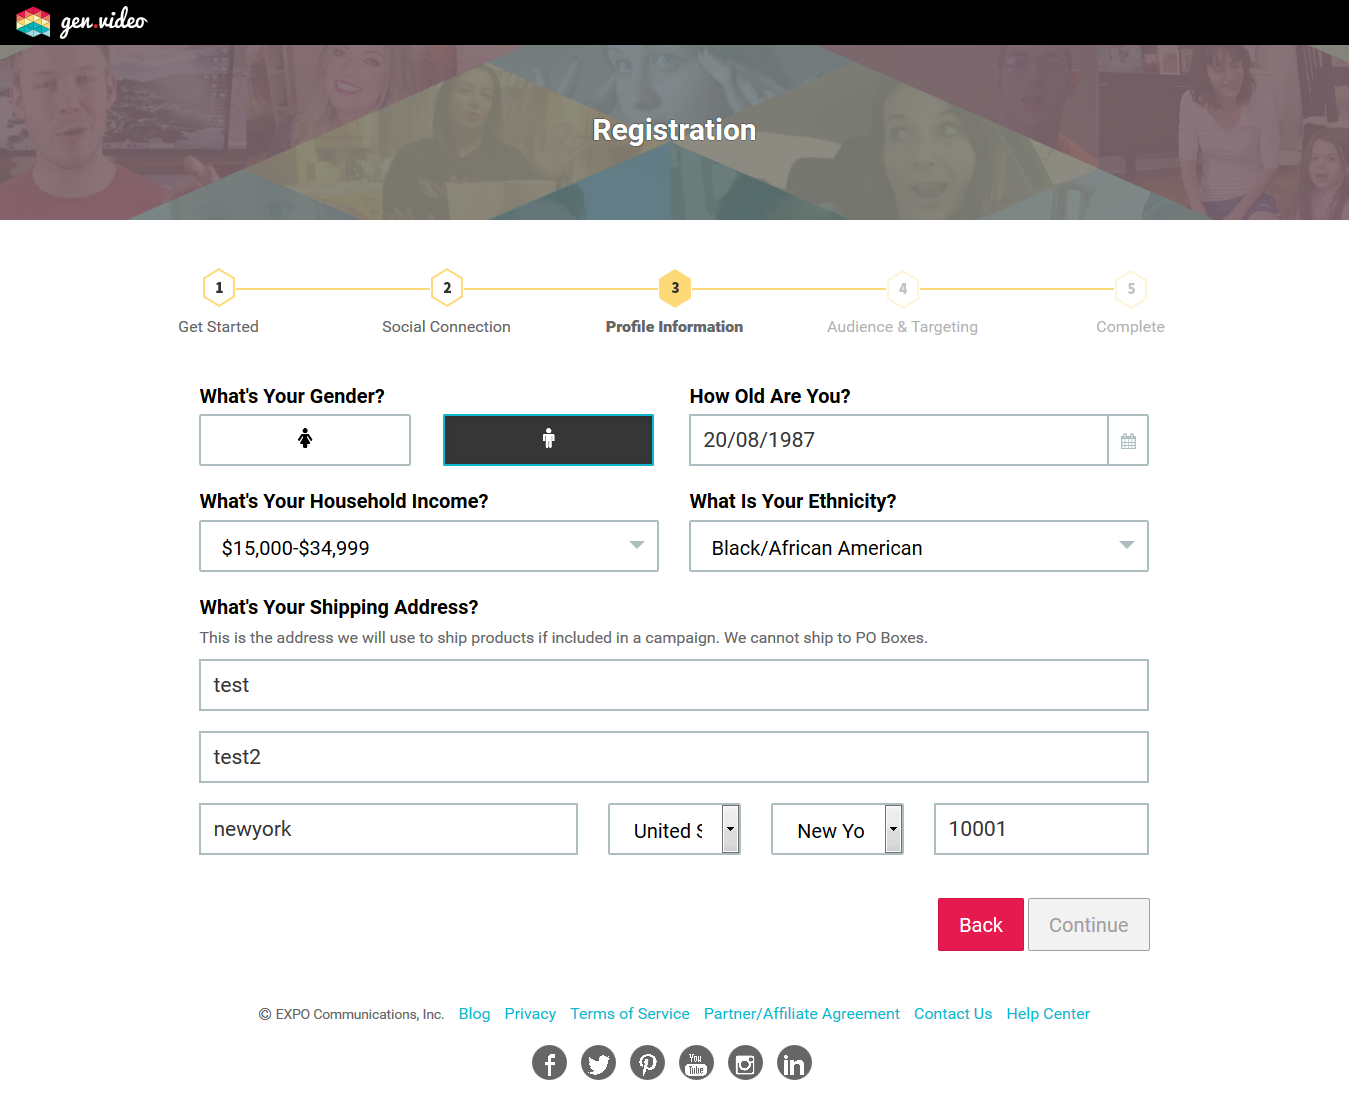 gen.video
Registration
1 2 3 4 5
Get Started Social Connection Profile Information Audience & Targeting Complete
What's Your Gender? How Old Are You?
20/08/1987
What's Your Household Income? What Is Your Ethnicity?
$15,000-$34,999 Black/African American
What's Your Shipping Address?
This is the address we will use to ship products if included in a campaign. We cannot ship to PO Boxes.
test
test2
newyork United S New Yo 10001
Back Continue
© EXPO Communications, Inc. Blog Privacy Terms of Service Partner/Affiliate Agreement Contact Us Help Center
You
Tube